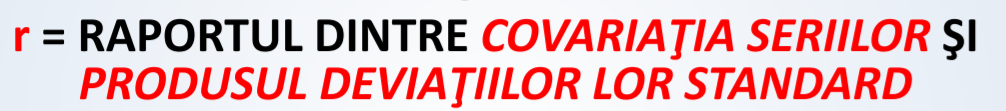 r = RAPORTUL DINTRE COVARIAŢIA SERIILOR ŞI
PRODUSUL DEVIAŢIILOR LOR STANDARD